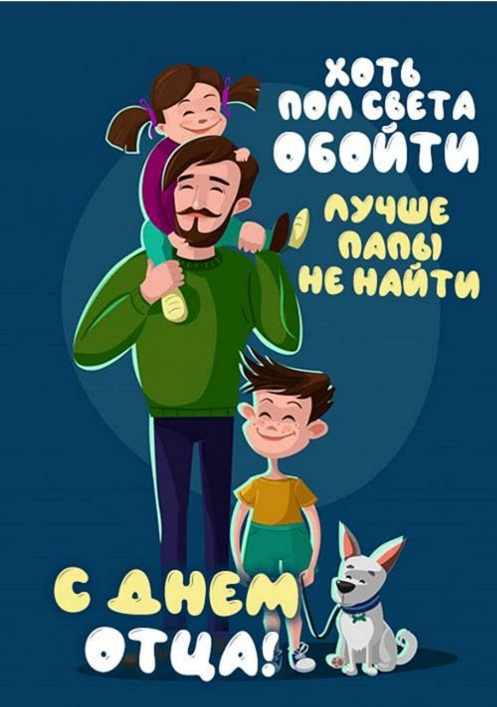 ХОТЬ
ПОЛ СВЕТА
ОБОЙТИ
ЛУЧШЕ
ПАПЫ
НЕ НАЙТИ
С ДНЕМ
ОТЦА!